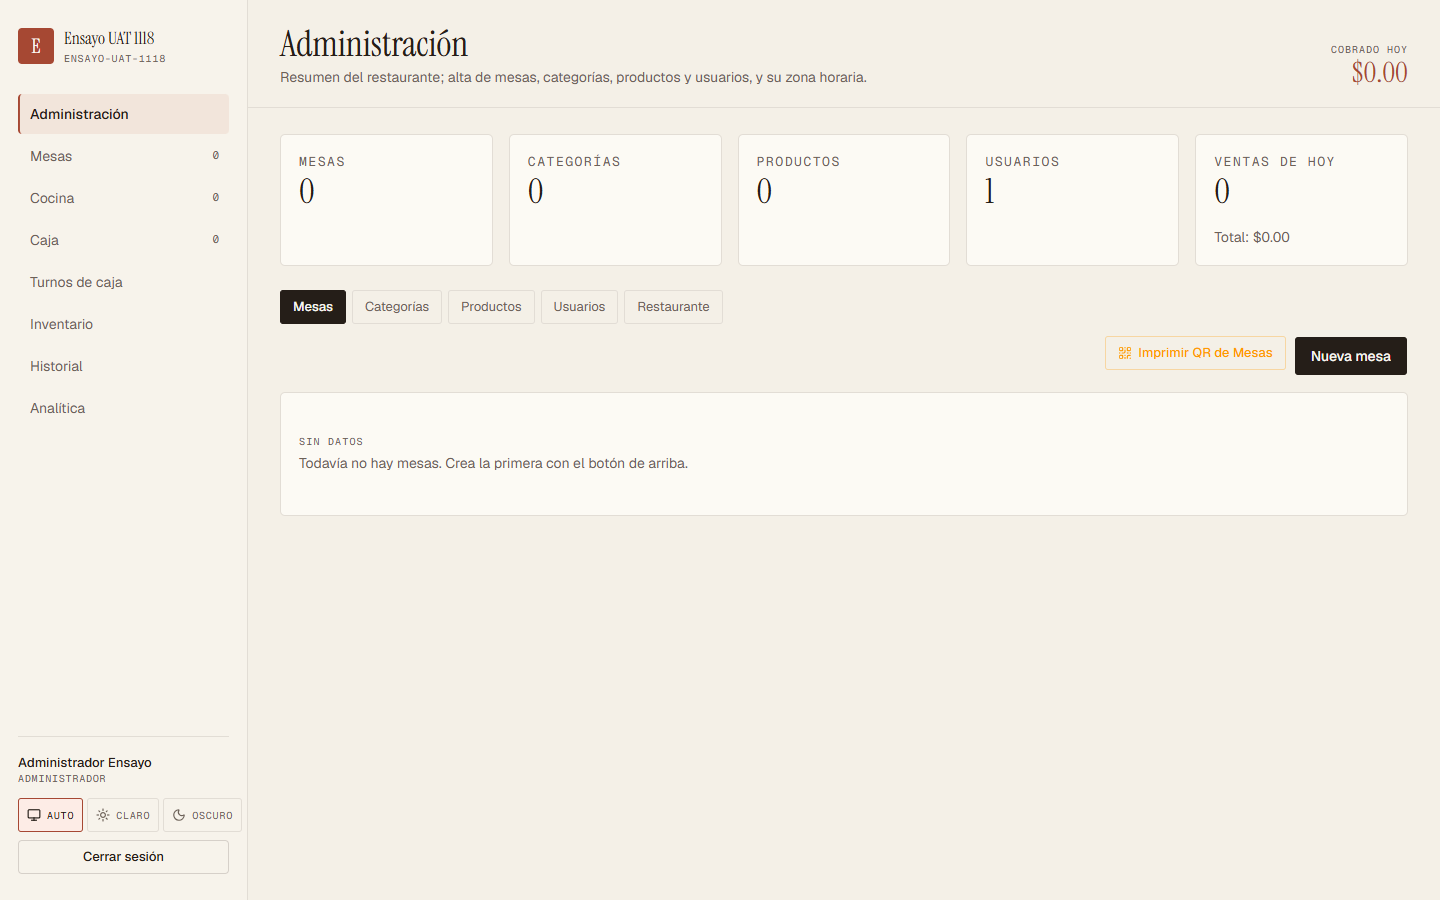 E
Ensayo UAT 1118
ENSAYO-UAT-1118
Administración
Mesas 0
Cocina 0
Caja 0
Turnos de caja
Inventario
Historial
Analítica
Administrador Ensayo
ADMINISTRADOR
AUTO CLARO OSCURO
Cerrar sesión
Administración
Resumen del restaurante; alta de mesas, categorías, productos y usuarios, y su zona horaria.
COBRADO HOY
$0.00
MESAS
0
CATEGORÍAS
0
PRODUCTOS
0
USUARIOS
1
VENTAS DE HOY
0
Total: $0.00
Mesas Categorías Productos Usuarios Restaurante
Imprimir QR de Mesas Nueva mesa
SIN DATOS
Todavía no hay mesas. Crea la primera con el botón de arriba.